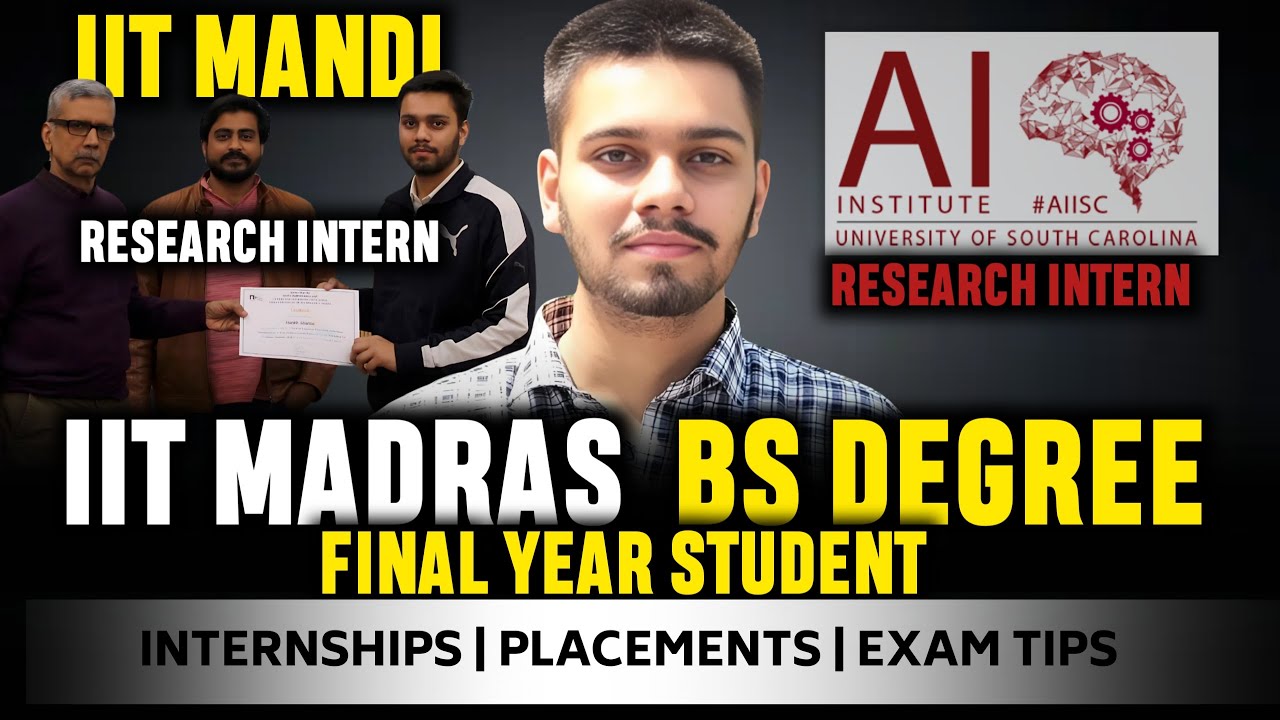 IIT MANDI
RESEARCH INTERN
AI
INSTITUTE #AIISC
UNIVERSITY OF SOUTH CAROLINA
RESEARCH INTERN
IIT MADRAS BS DEGREE
FINAL YEAR STUDENT
INTERNSHIPS | PLACEMENTS | EXAM TIPS